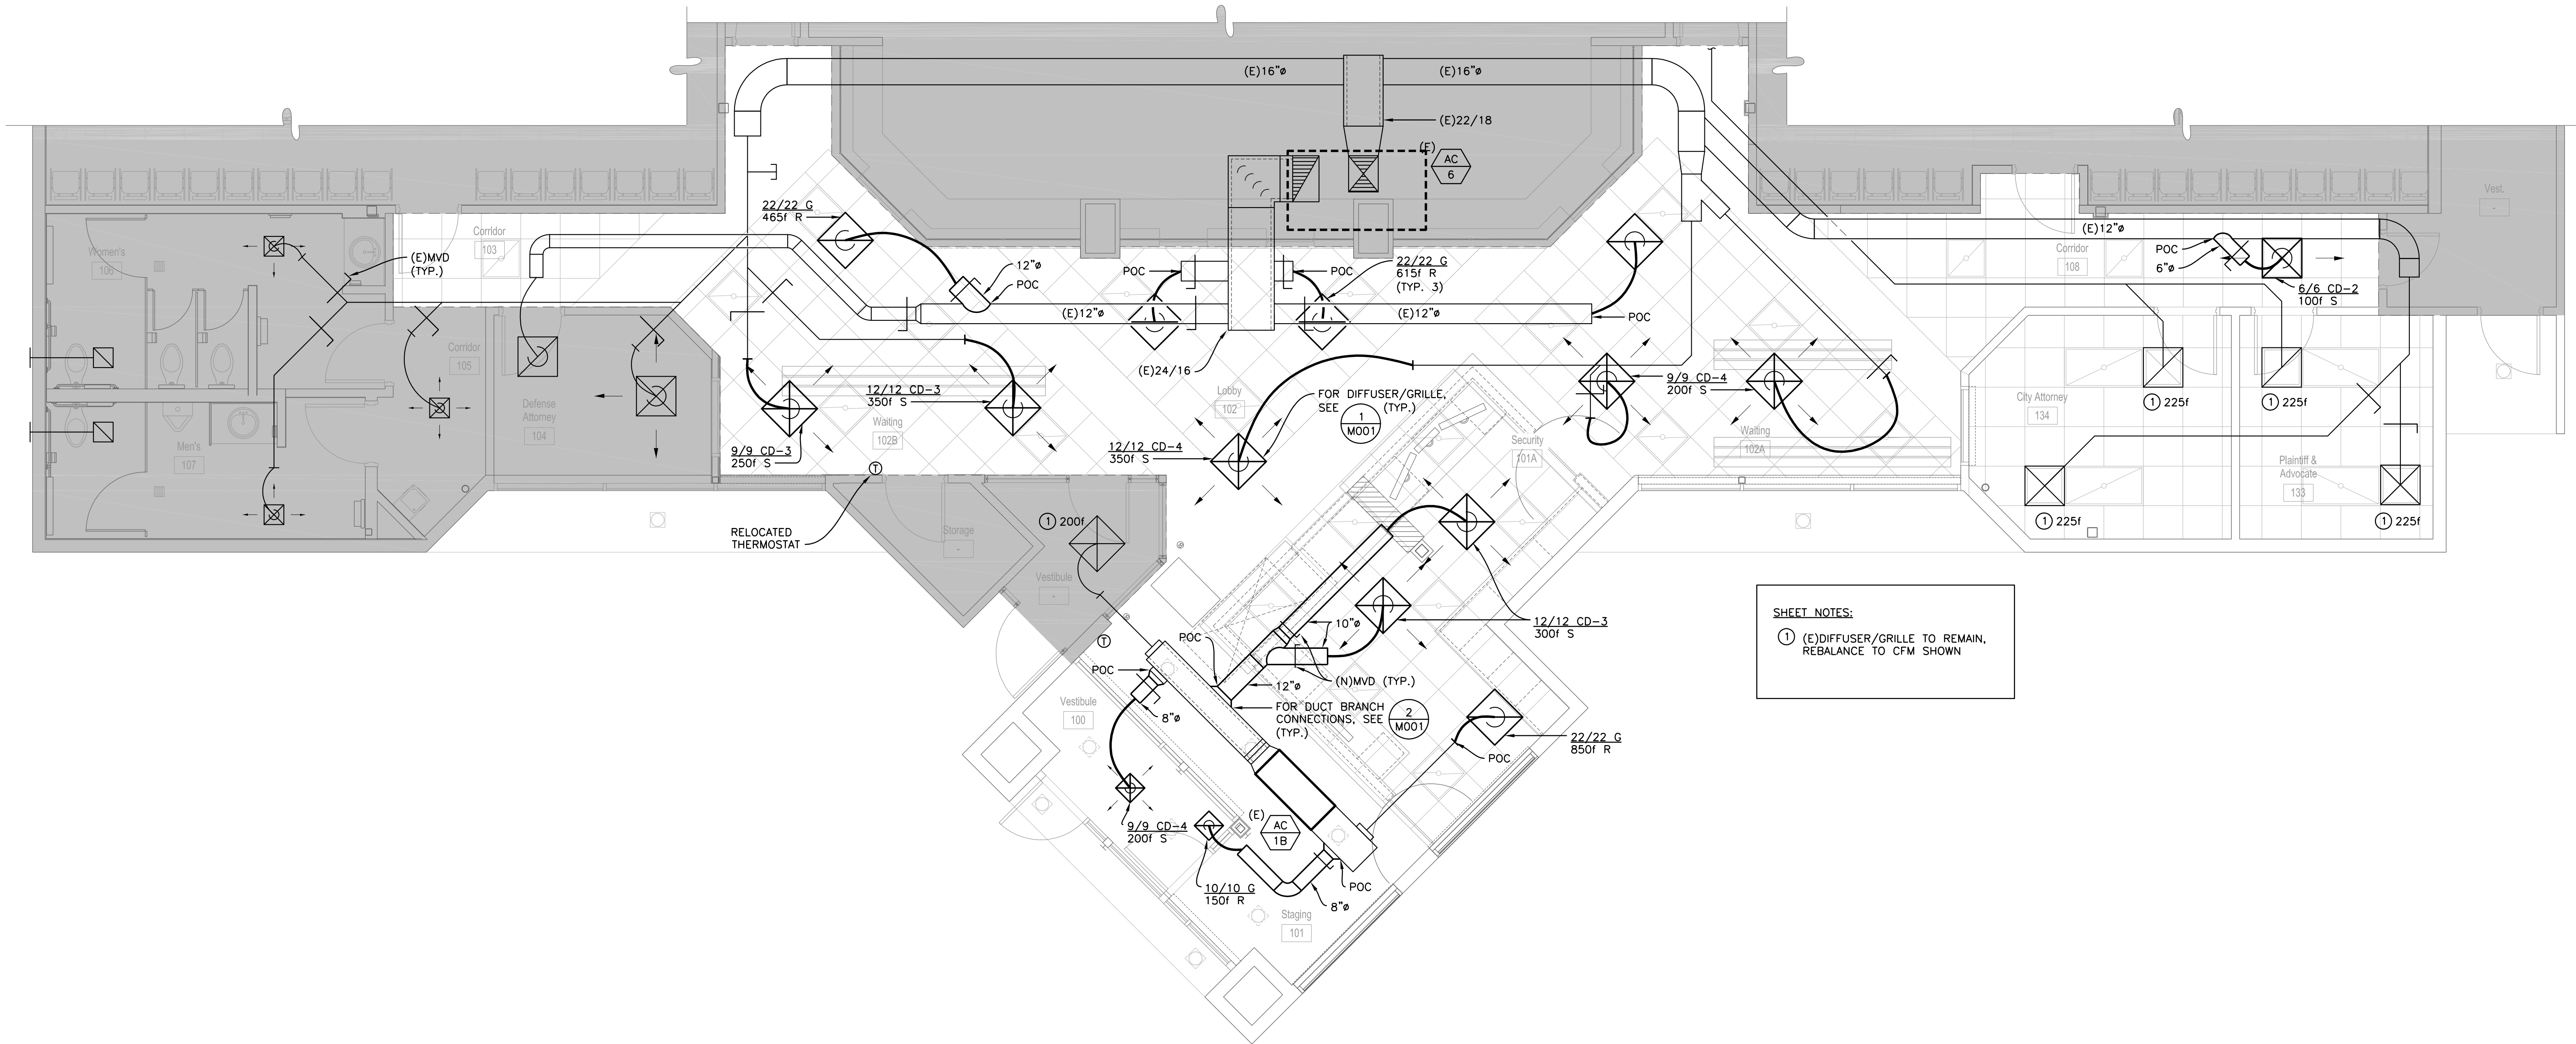 (E)16"ø
(E)16"ø
(E)22/18
(E)
AC
6
22/22 G
465f R
Women's
106
(E)MVD
(TYP.)
Corridor
103
12"ø
POC
POC
POC
22/22 G
615f R
(TYP. 3)
(E)12"ø
(E)12"ø
POC
(E)24/16
(E)12"ø
Corridor
108
POC
6"ø
6/6 CD-2
100f S
Vest.
-
Corridor
105
Defense
Attorney
104
Men's
107
12/12 CD-3
350f S
9/9 CD-3
250f S
Waiting
102B
Lobby
102
FOR DIFFUSER/GRILLE,
SEE (TYP.)
1
M001
12/12 CD-4
350f S
9/9 CD-4
200f S
Security
101A
Waiting
102A
City Attorney
134
1 225f
1 225f
Plaintiff &
Advocate
133
1 225f
1 225f
T
RELOCATED
THERMOSTAT
Storage
-
1 200f
Vestibule
-
T
POC
POC
10"ø
12/12 CD-3
300f S
(N)MVD (TYP.)
12"ø
FOR DUCT BRANCH
CONNECTIONS, SEE
(TYP.)
2
M001
Vestibule
100
8"ø
22/22 G
850f R
POC
9/9 CD-4
200f S
(E)
AC
1B
10/10 G
150f R
POC
8"ø
Staging
101
SHEET NOTES:
1 (E)DIFFUSER/GRILLE TO REMAIN,
REBALANCE TO CFM SHOWN